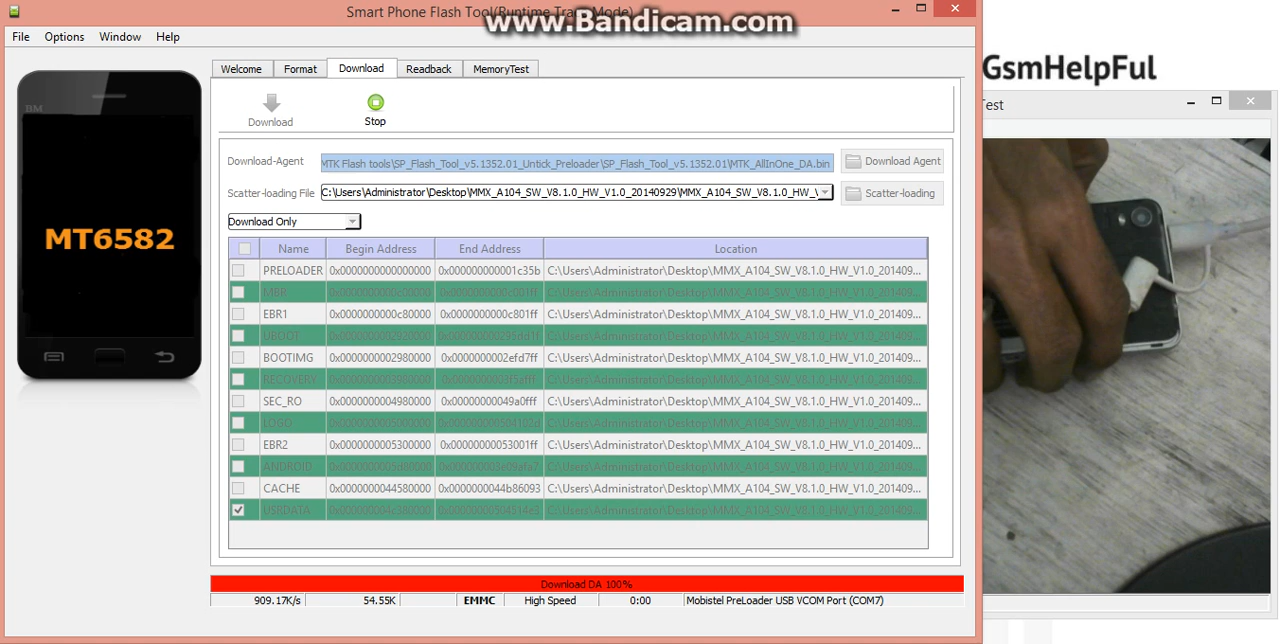 Smart Phone Flash Tool(Runtime Trace Mode)
www.Bandicam.com
File Options Window Help
GsmHelpFul
Test
BM
MT6582
Welcome Format Download Readback MemoryTest
Download Stop
Download-Agent MTK Flash tools\SP_Flash_Tool_v5.1352.01_Untick_Preloader\SP_Flash_Tool_v5.1352.01\MTK_AllInOne_DA.bin Download Agent
Scatter-loading File C:\Users\Administrator\Desktop\MMX_A104_SW_V8.1.0_HW_V1.0_20140929\MMX_A104_SW_V8.1.0_HW_V Scatter-loading
Download Only
Name Begin Address End Address Location
PRELOADER 0x0000000000000000 0x000000000001c35b C:\Users\Administrator\Desktop\MMX_A104_SW_V8.1.0_HW_V1.0_201409...
MBR 0x0000000000c00000 0x0000000000c001ff C:\Users\Administrator\Desktop\MMX_A104_SW_V8.1.0_HW_V1.0_201409...
EBR1 0x0000000000c80000 0x0000000000c801ff C:\Users\Administrator\Desktop\MMX_A104_SW_V8.1.0_HW_V1.0_201409...
UBOOT 0x0000000002920000 C:\Users\Administrator\Desktop\MMX_A104_SW_V8.1.0_HW_V1.0_201409...
BOOTIMG 0x0000000002980000 0x0000000002efd7ff C:\Users\Administrator\Desktop\MMX_A104_SW_V8.1.0_HW_V1.0_201409...
RECOVERY 0x0000000003980000 C:\Users\Administrator\Desktop\MMX_A104_SW_V8.1.0_HW_V1.0_201409...
SEC_RO 0x0000000004980000 0x00000000049a0fff C:\Users\Administrator\Desktop\MMX_A104_SW_V8.1.0_HW_V1.0_201409...
LOGO 0x0000000005000000 C:\Users\Administrator\Desktop\MMX_A104_SW_V8.1.0_HW_V1.0_201409...
EBR2 0x0000000005300000 0x00000000053001ff C:\Users\Administrator\Desktop\MMX_A104_SW_V8.1.0_HW_V1.0_201409...
ANDROID 0x0000000005d80000 C:\Users\Administrator\Desktop\MMX_A104_SW_V8.1.0_HW_V1.0_201409...
CACHE 0x0000000044580000 0x0000000044b86093 C:\Users\Administrator\Desktop\MMX_A104_SW_V8.1.0_HW_V1.0_201409...
USRDATA 0x000000004c380000 C:\Users\Administrator\Desktop\MMX_A104_SW_V8.1.0_HW_V1.0_201409...
Download DA 100%
909.17K/s 54.55K EMMC High Speed 0:00 Mobistel PreLoader USB VCOM Port (COM7)